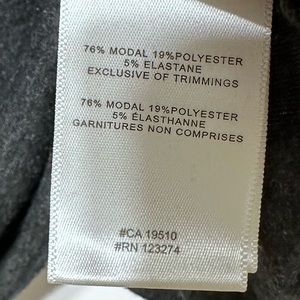 76% MODAL 19%POLYESTER
5% ELASTANE
EXCLUSIVE OF TRIMMINGS
76% MODAL 19%POLYESTER
5% ÉLASTHANNE
GARNITURES NON COMPRISES
#CA 19510
#RN 123274